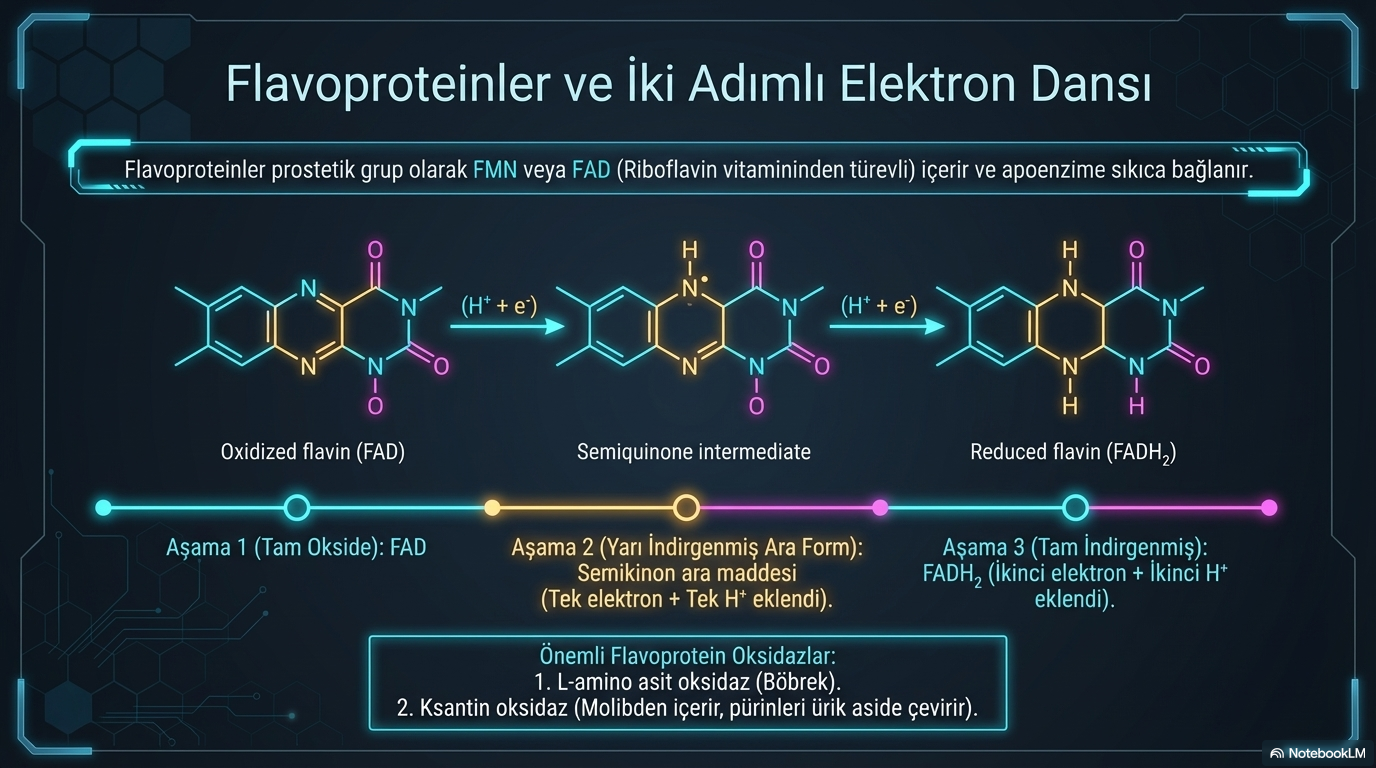 Flavoproteinler ve İki Adımlı Elektron Dansı
Flavoproteinler prostetik grup olarak FMN veya FAD (Riboflavin vitamininden türevli) içerir ve apoenzime sıkıca bağlanır.
O
N
N
N
N
O
O
Oxidized flavin (FAD)
(H⁺ + e⁻)
H
N•
O
N
N
N
O
O
Semiquinone intermediate
(H⁺ + e⁻)
H
N
O
N
N
N
O
H
H
Reduced flavin (FADH₂)
Aşama 1 (Tam Okside): FAD
Aşama 2 (Yarı İndirgenmiş Ara Form):
Semikinon ara maddesi
(Tek elektron + Tek H⁺ eklendi).
Aşama 3 (Tam İndirgenmiş):
FADH₂ (İkinci elektron + İkinci H⁺
eklendi).
Önemli Flavoprotein Oksidazlar:
1. L-amino asit oksidaz (Böbrek).
2. Ksantin oksidaz (Molibden içerir, pürinleri ürik aside çevirir).
NotebookLM